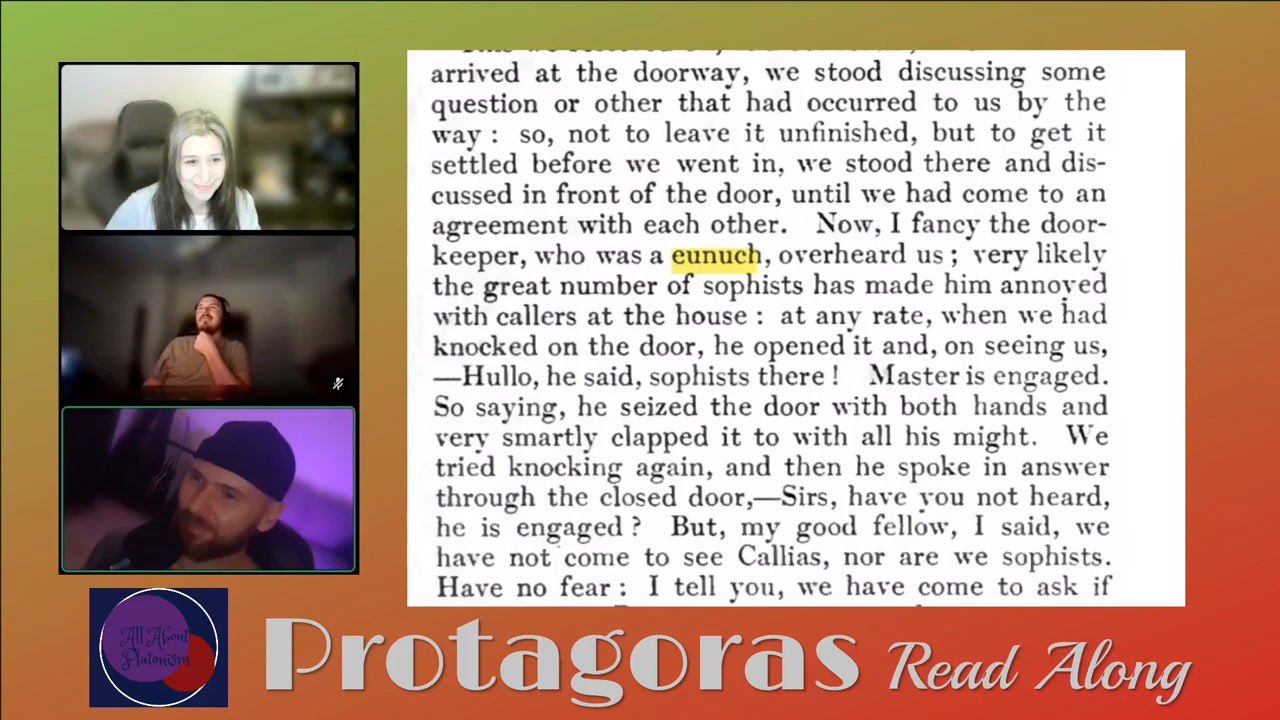 arrived at the doorway, we stood discussing some
question or other that had occurred to us by the
way : so, not to leave it unfinished, but to get it
settled before we went in, we stood there and dis-
cussed in front of the door, until we had come to an
agreement with each other. Now, I fancy the door-
keeper, who was a eunuch, overheard us ; very likely
the great number of sophists has made him annoyed
with callers at the house : at any rate, when we had
knocked on the door, he opened it and, on seeing us,
—Hullo, he said, sophists there ! Master is engaged.
So saying, he seized the door with both hands and
very smartly clapped it to with all his might. We
tried knocking again, and then he spoke in answer
through the closed door,—Sirs, have you not heard,
he is engaged ? But, my good fellow, I said, we
have not come to see Callias, nor are we sophists.
Have no fear : I tell you, we have come to ask if
All About
Platonism
Protagoras Read Along